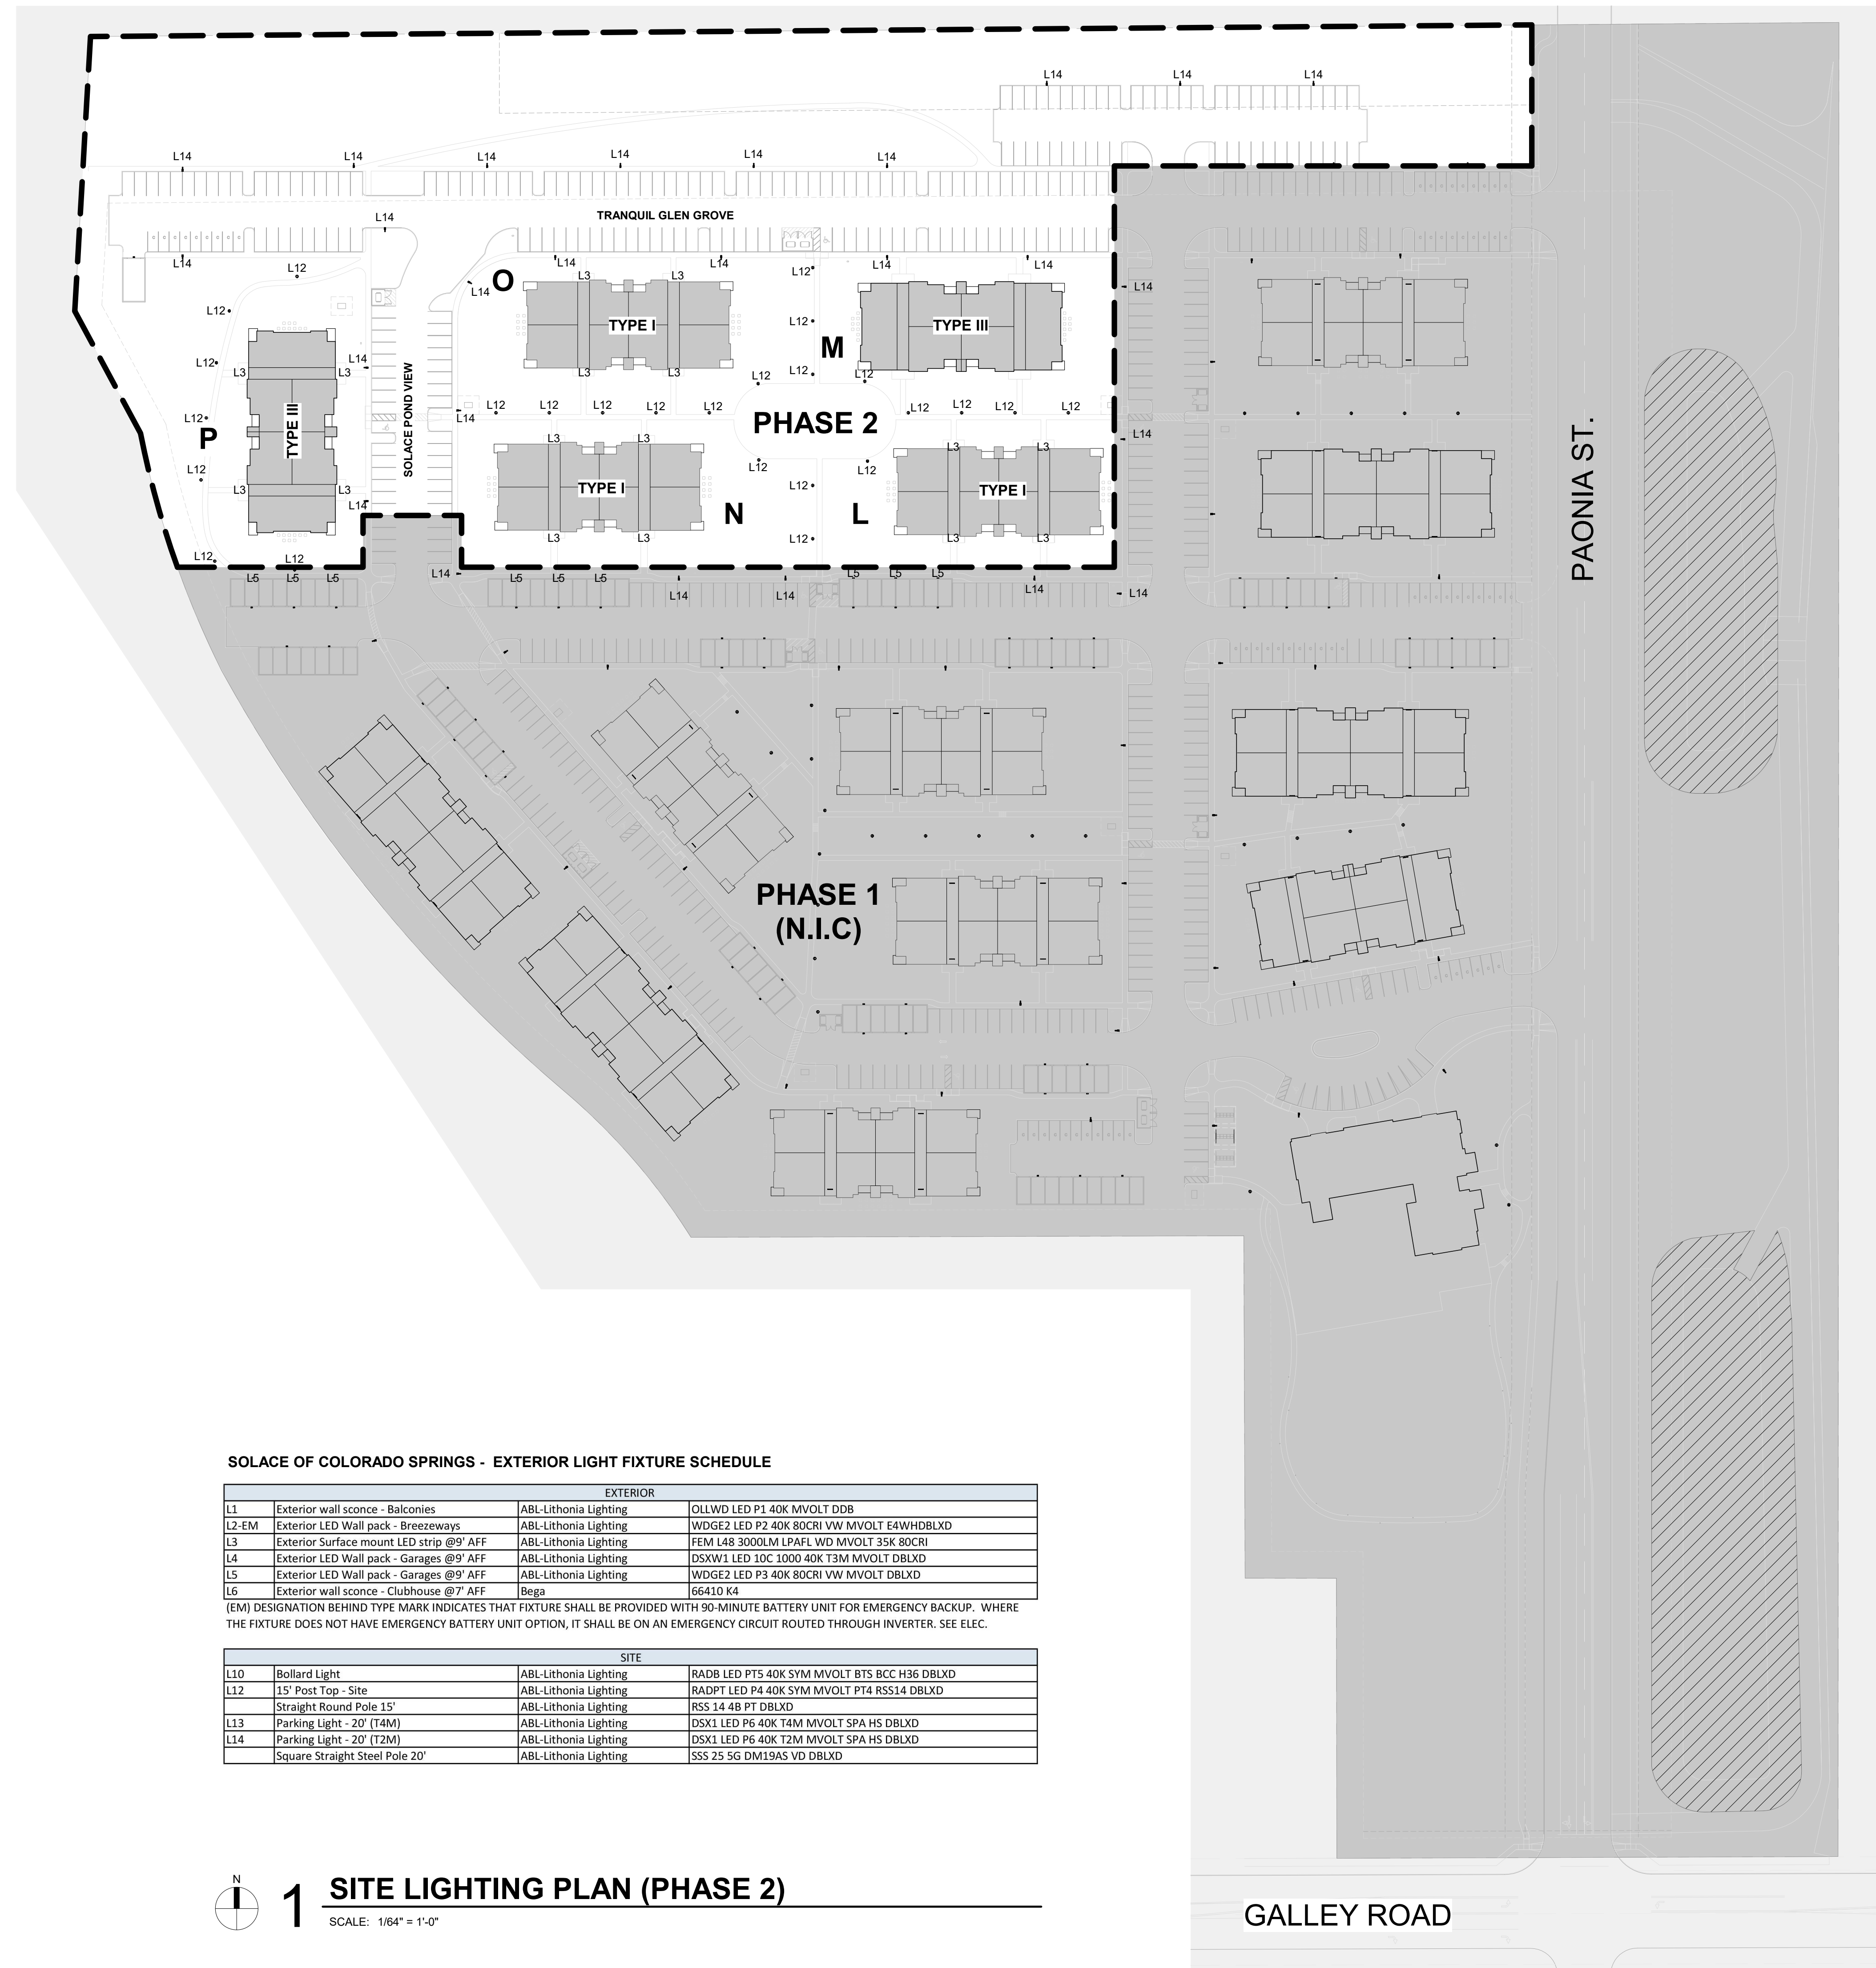 L14 L14 L14
L14 L14 L14 L14 L14 L14
TRANQUIL GLEN GROVE
L14
L14 L12 L14 L14 L12 L14 L14
O
L3 L3
L14 L14
L12
TYPE I
L12
TYPE III
M
L12
L14
L3 L3
L3 L3
L12 L12 L12
SOLACE POND VIEW
L12 L12 L12 L12 L12
L12 L12 L12 L12
L12
L14
PHASE 2
P
TYPE III
L3 L3
L3 L3
L14
L12 L12 L12
L3 L3
TYPE I
L12
TYPE I
L14
N
L
L3 L3
L12
L3 L3
L12 L12
L14
L5 L5 L5
L5 L5 L5
L5 L5 L5
L14 L14 L14 L14
PAONIA ST.
PHASE 1
(N.I.C)
SOLACE OF COLORADO SPRINGS - EXTERIOR LIGHT FIXTURE SCHEDULE
EXTERIOR
L1 Exterior wall sconce - Balconies ABL-Lithonia Lighting OLLWD LED P1 40K MVOLT DDB
L2-EM Exterior LED Wall pack - Breezeways ABL-Lithonia Lighting WDGE2 LED P2 40K 80CRI VW MVOLT E4WHDBLXD
L3 Exterior Surface mount LED strip @9' AFF ABL-Lithonia Lighting FEM L48 3000LM LPAFL WD MVOLT 35K 80CRI
L4 Exterior LED Wall pack - Garages @9' AFF ABL-Lithonia Lighting DSXW1 LED 10C 1000 40K T3M MVOLT DBLXD
L5 Exterior LED Wall pack - Garages @9' AFF ABL-Lithonia Lighting WDGE2 LED P3 40K 80CRI VW MVOLT DBLXD
L6 Exterior wall sconce - Clubhouse @7' AFF Bega 66410 K4
(EM) DESIGNATION BEHIND TYPE MARK INDICATES THAT FIXTURE SHALL BE PROVIDED WITH 90-MINUTE BATTERY UNIT FOR EMERGENCY BACKUP. WHERE
THE FIXTURE DOES NOT HAVE EMERGENCY BATTERY UNIT OPTION, IT SHALL BE ON AN EMERGENCY CIRCUIT ROUTED THROUGH INVERTER. SEE ELEC.
SITE
L10 Bollard Light ABL-Lithonia Lighting RADB LED PT5 40K SYM MVOLT BTS BCC H36 DBLXD
L12 15' Post Top - Site ABL-Lithonia Lighting RADPT LED P4 40K SYM MVOLT PT4 RSS14 DBLXD
Straight Round Pole 15' ABL-Lithonia Lighting RSS 14 4B PT DBLXD
L13 Parking Light - 20' (T4M) ABL-Lithonia Lighting DSX1 LED P6 40K T4M MVOLT SPA HS DBLXD
L14 Parking Light - 20' (T2M) ABL-Lithonia Lighting DSX1 LED P6 40K T2M MVOLT SPA HS DBLXD
Square Straight Steel Pole 20' ABL-Lithonia Lighting SSS 25 5G DM19AS VD DBLXD
N
1 SITE LIGHTING PLAN (PHASE 2)
SCALE: 1/64" = 1'-0"
GALLEY ROAD